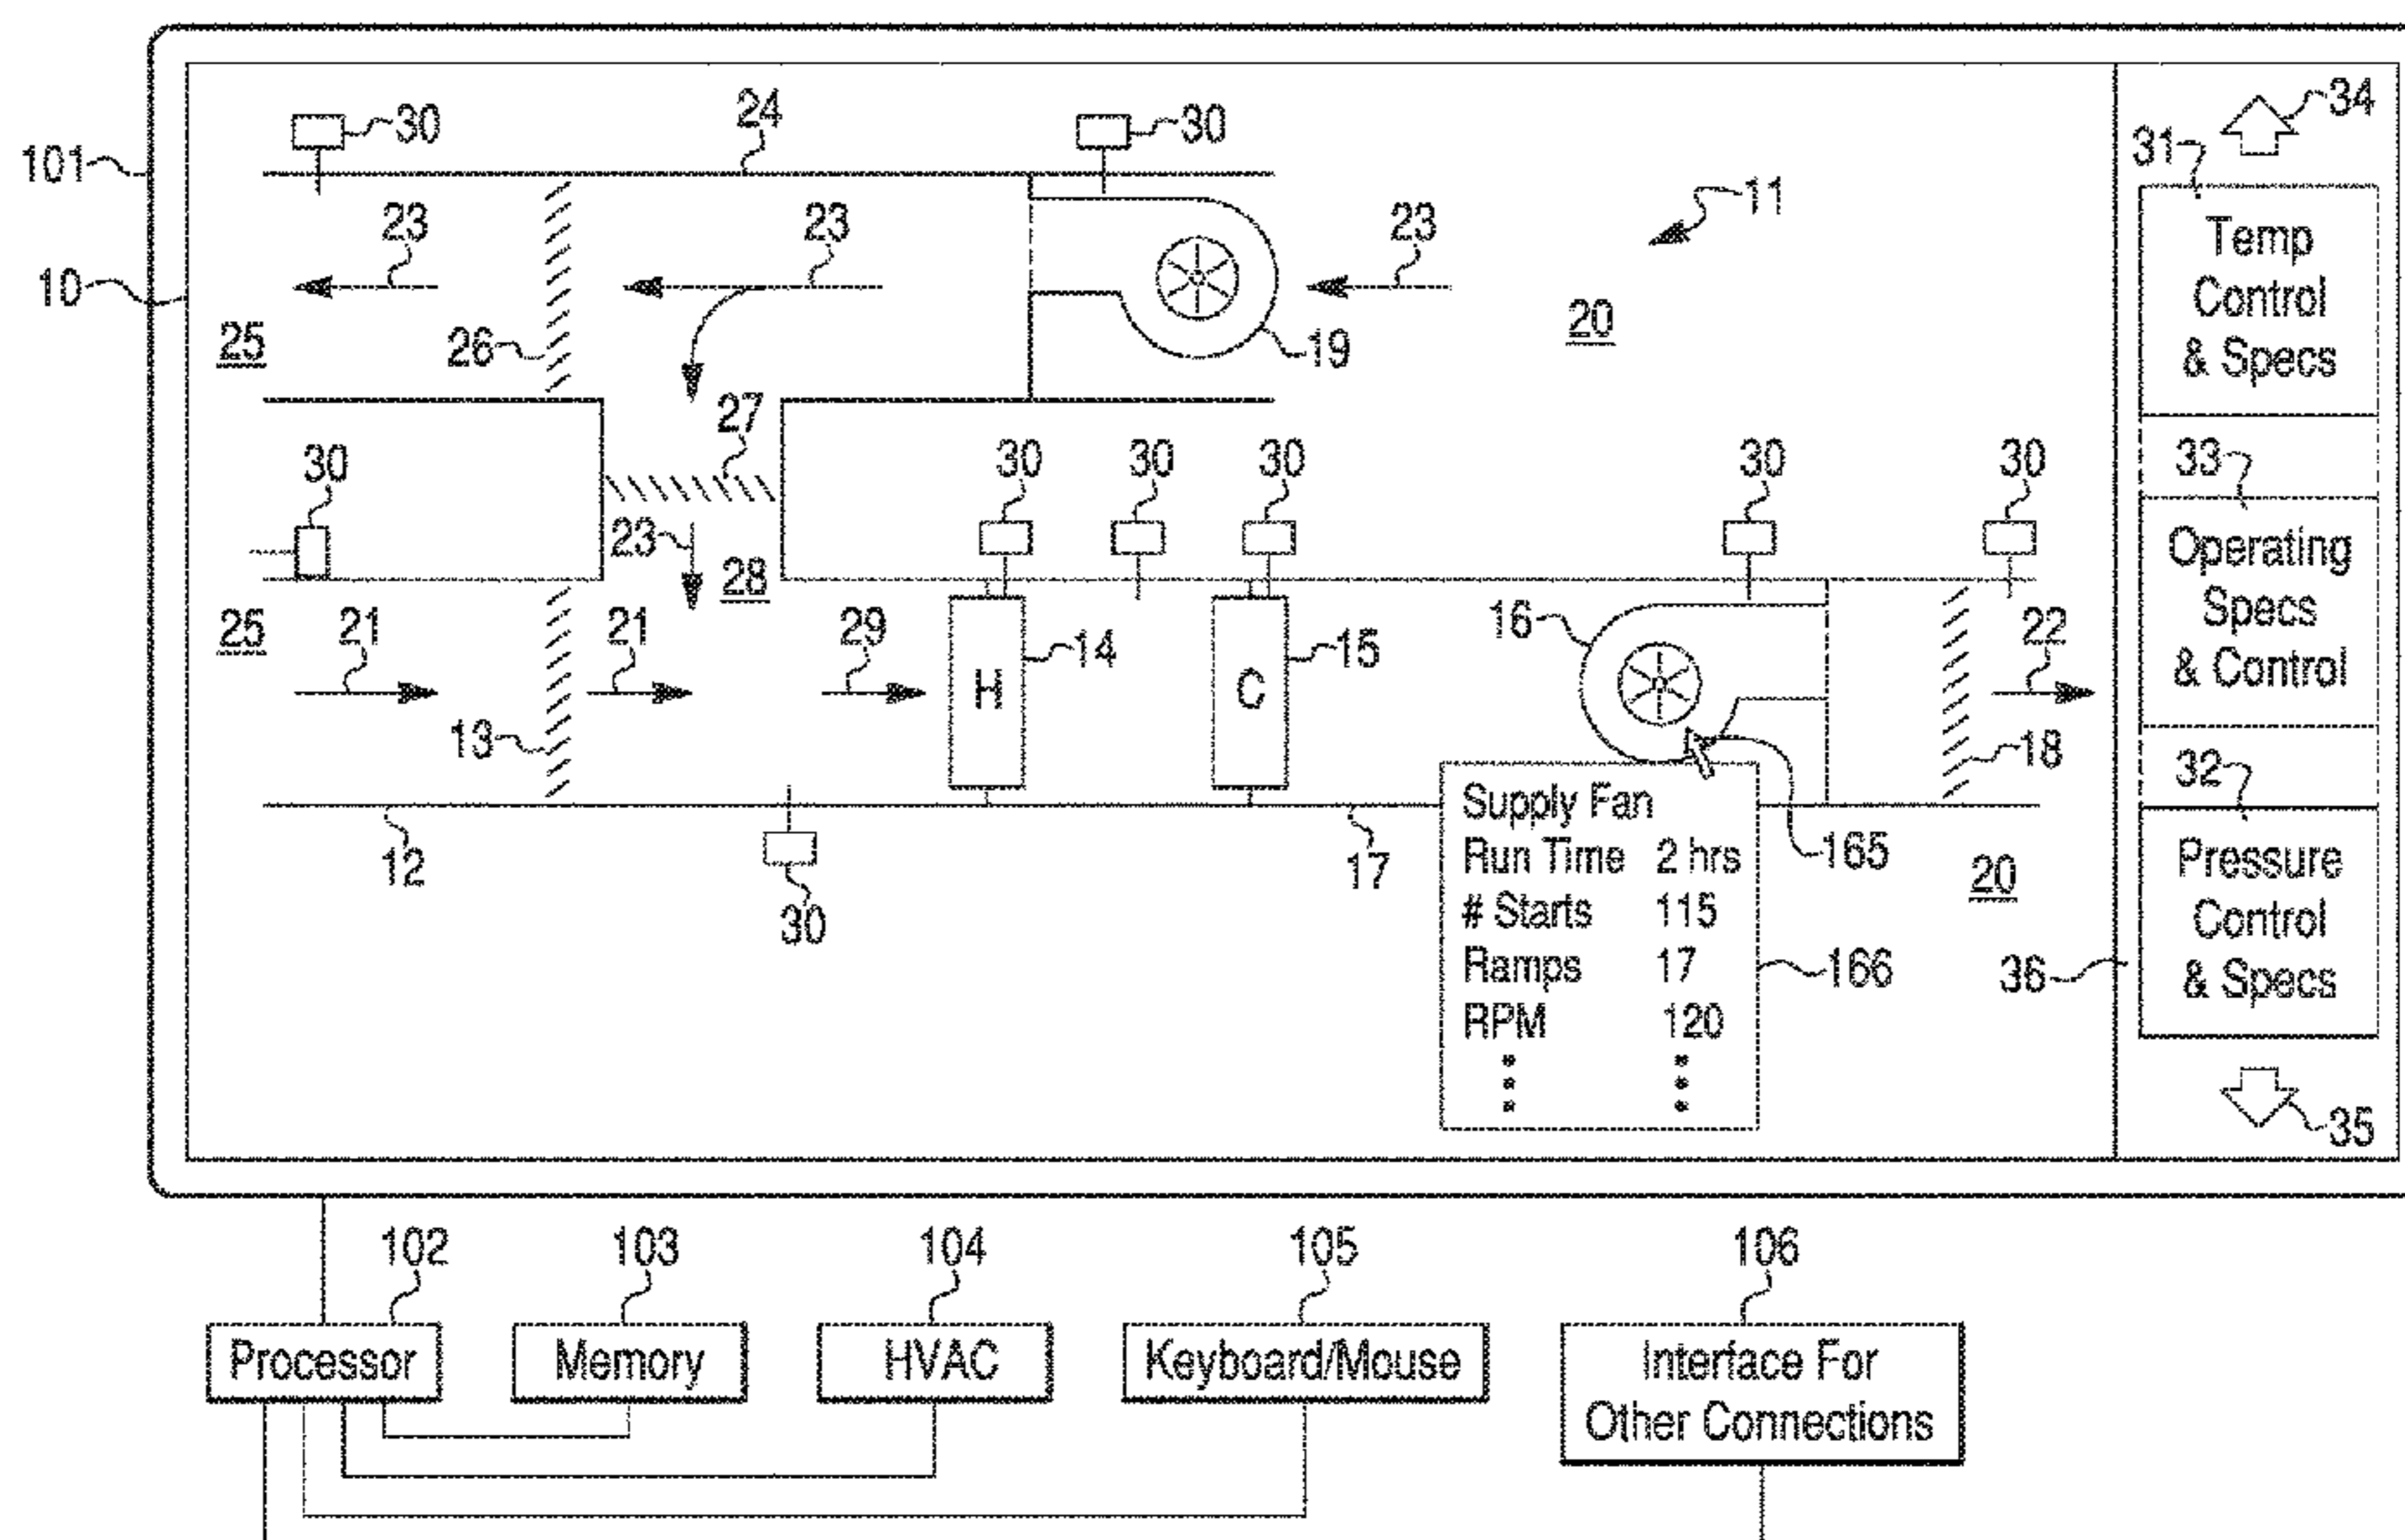 24
30
30
34
101
31
11
23
23
23
Temp
Control
& Specs
10
20
25
26
19
27
30
30
30
30
30
30
33
Operating
Specs
& Control
23
28
25
21
21
29
14
15
16
22
H
C
13
18
32
12
30
17
Supply Fan
Run Time 2 hrs
# Starts 115
Ramps 17
RPM 120
165
166
20
36
Pressure
Control
& Specs
35
102
103
104
105
106
Processor
Memory
HVAC
Keyboard/Mouse
Interface For
Other Connections